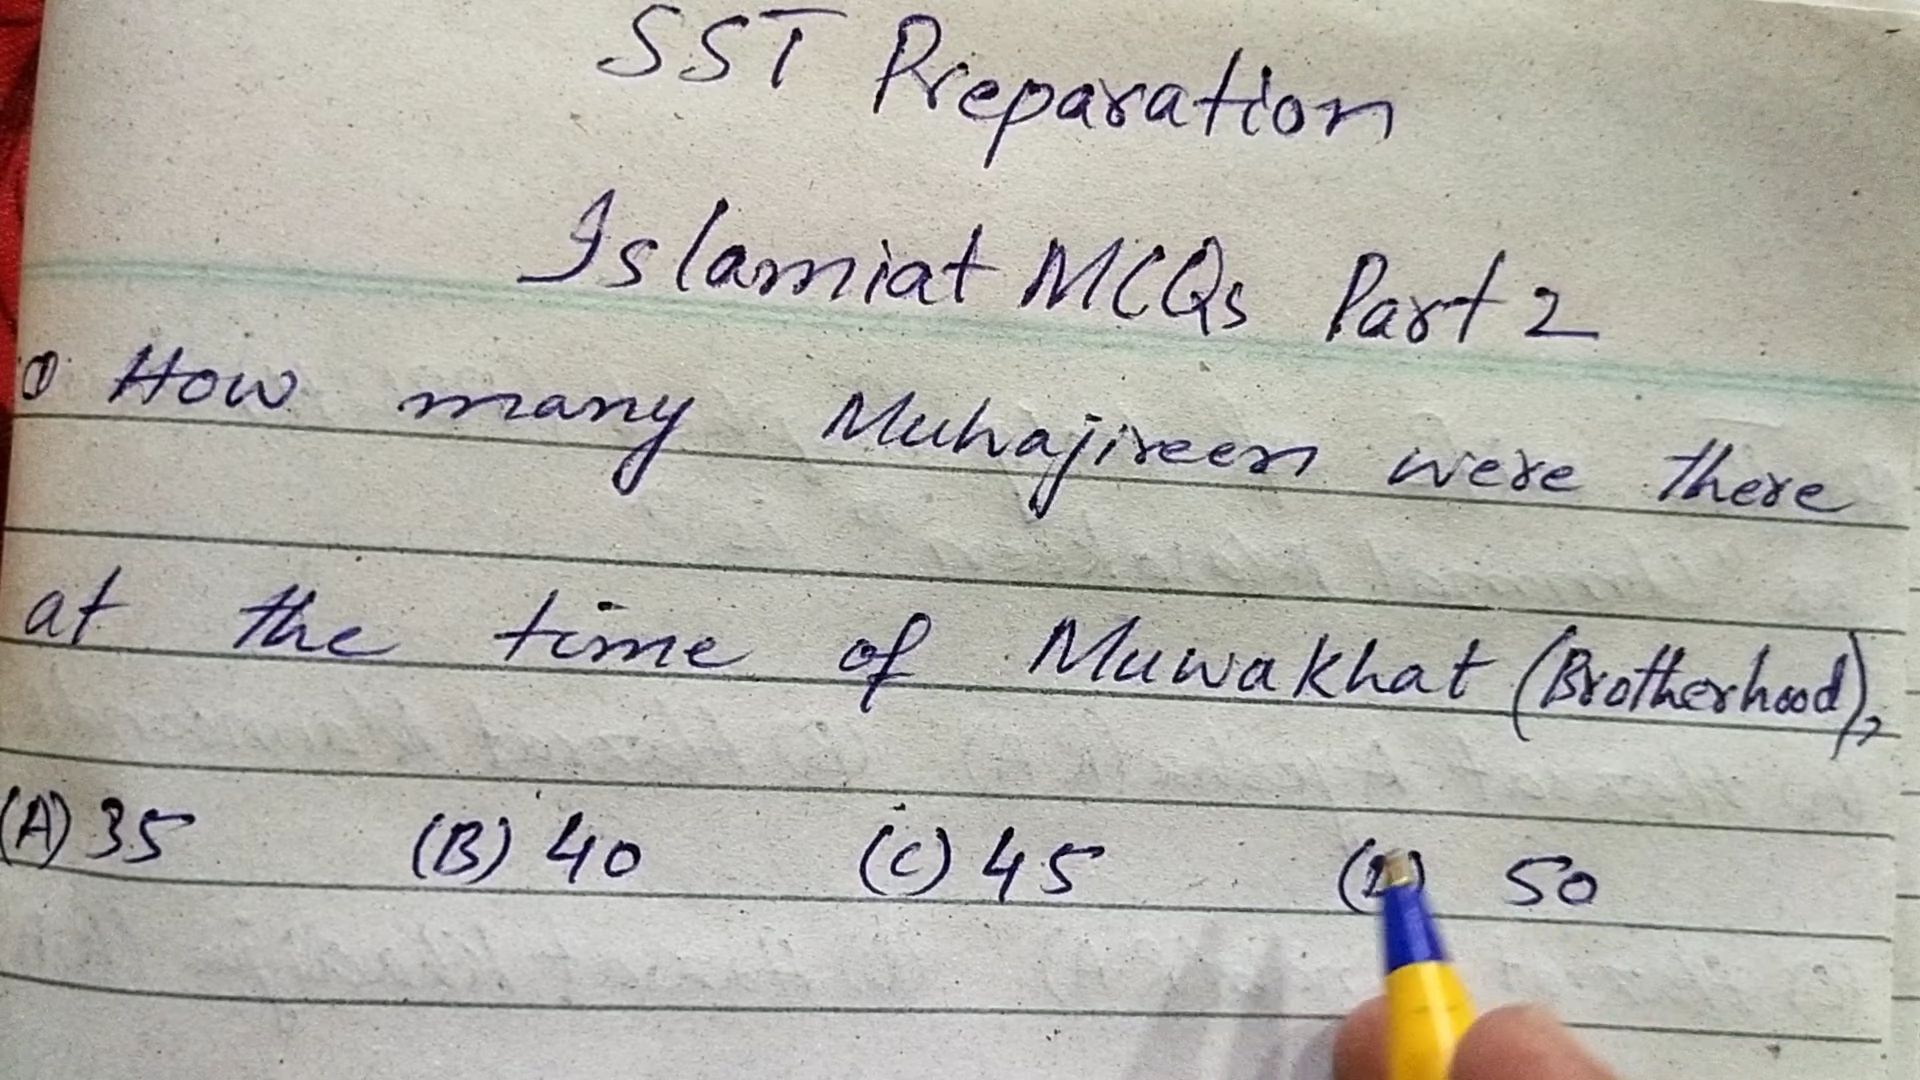 SST Preparation
Islamiat MCQs Part 2
① How many Muhajireen were there
at the time of Muwakhat (Brotherhood),
(A) 35 (B) 40 (C) 45 (D) 50